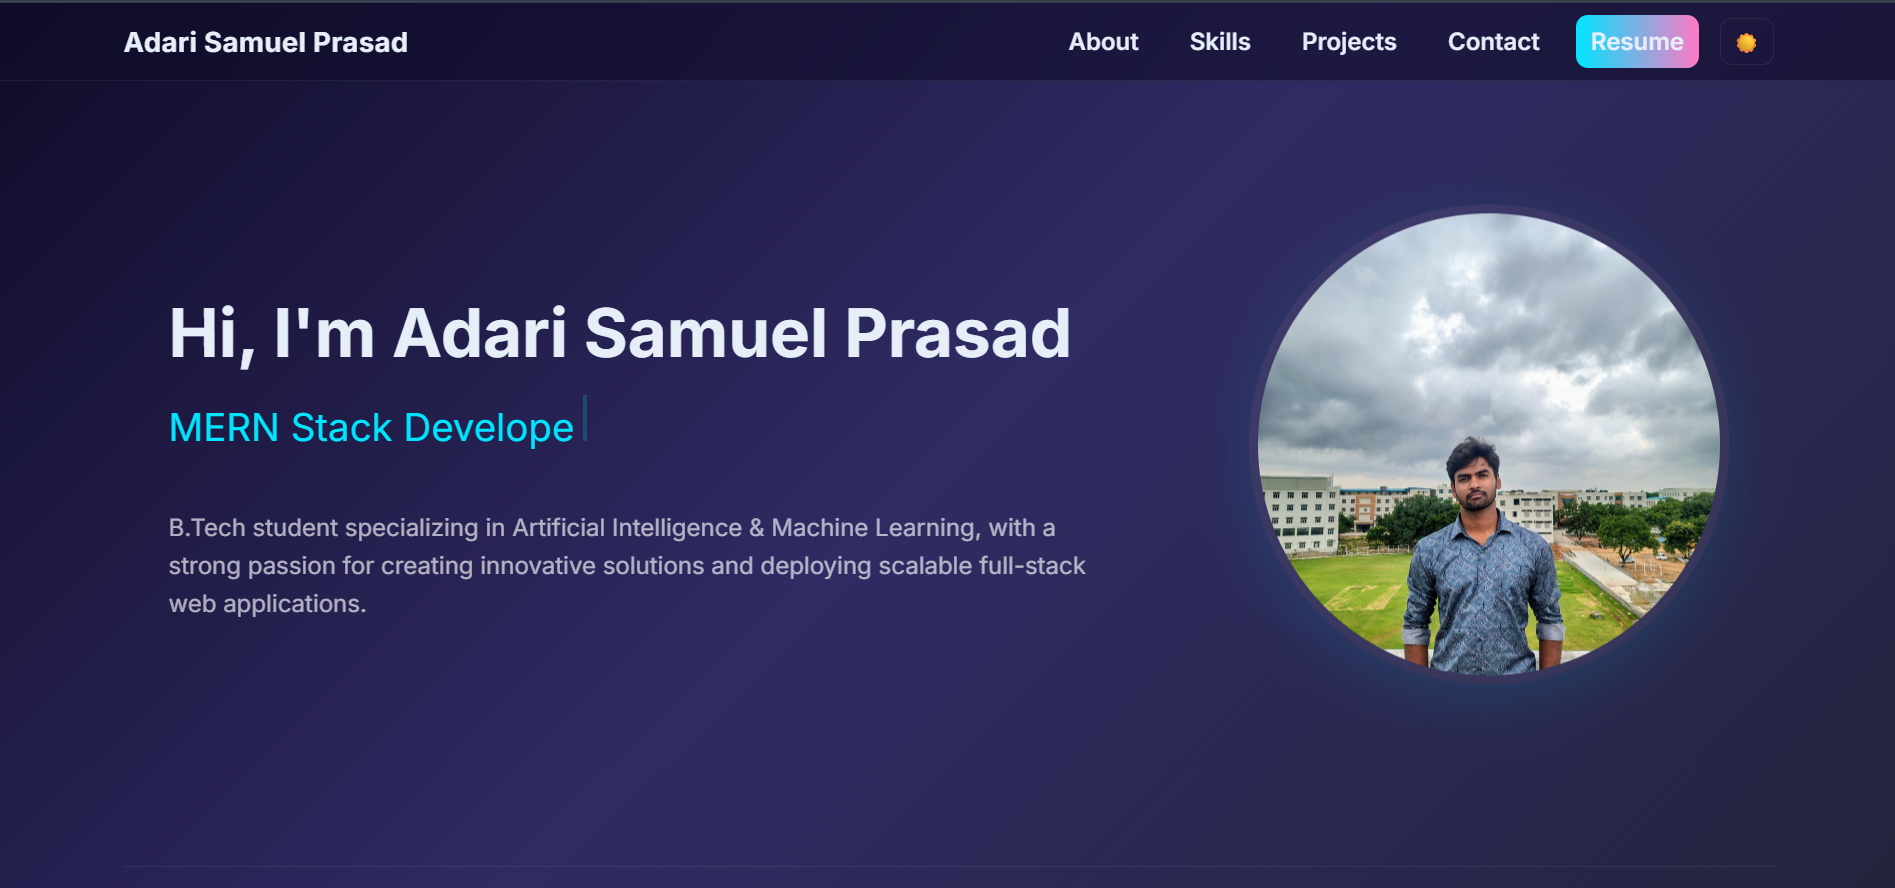 Adari Samuel Prasad
About Skills Projects Contact Resume
Hi, I'm Adari Samuel Prasad
MERN Stack Develope
B.Tech student specializing in Artificial Intelligence & Machine Learning, with a
strong passion for creating innovative solutions and deploying scalable full-stack
web applications.